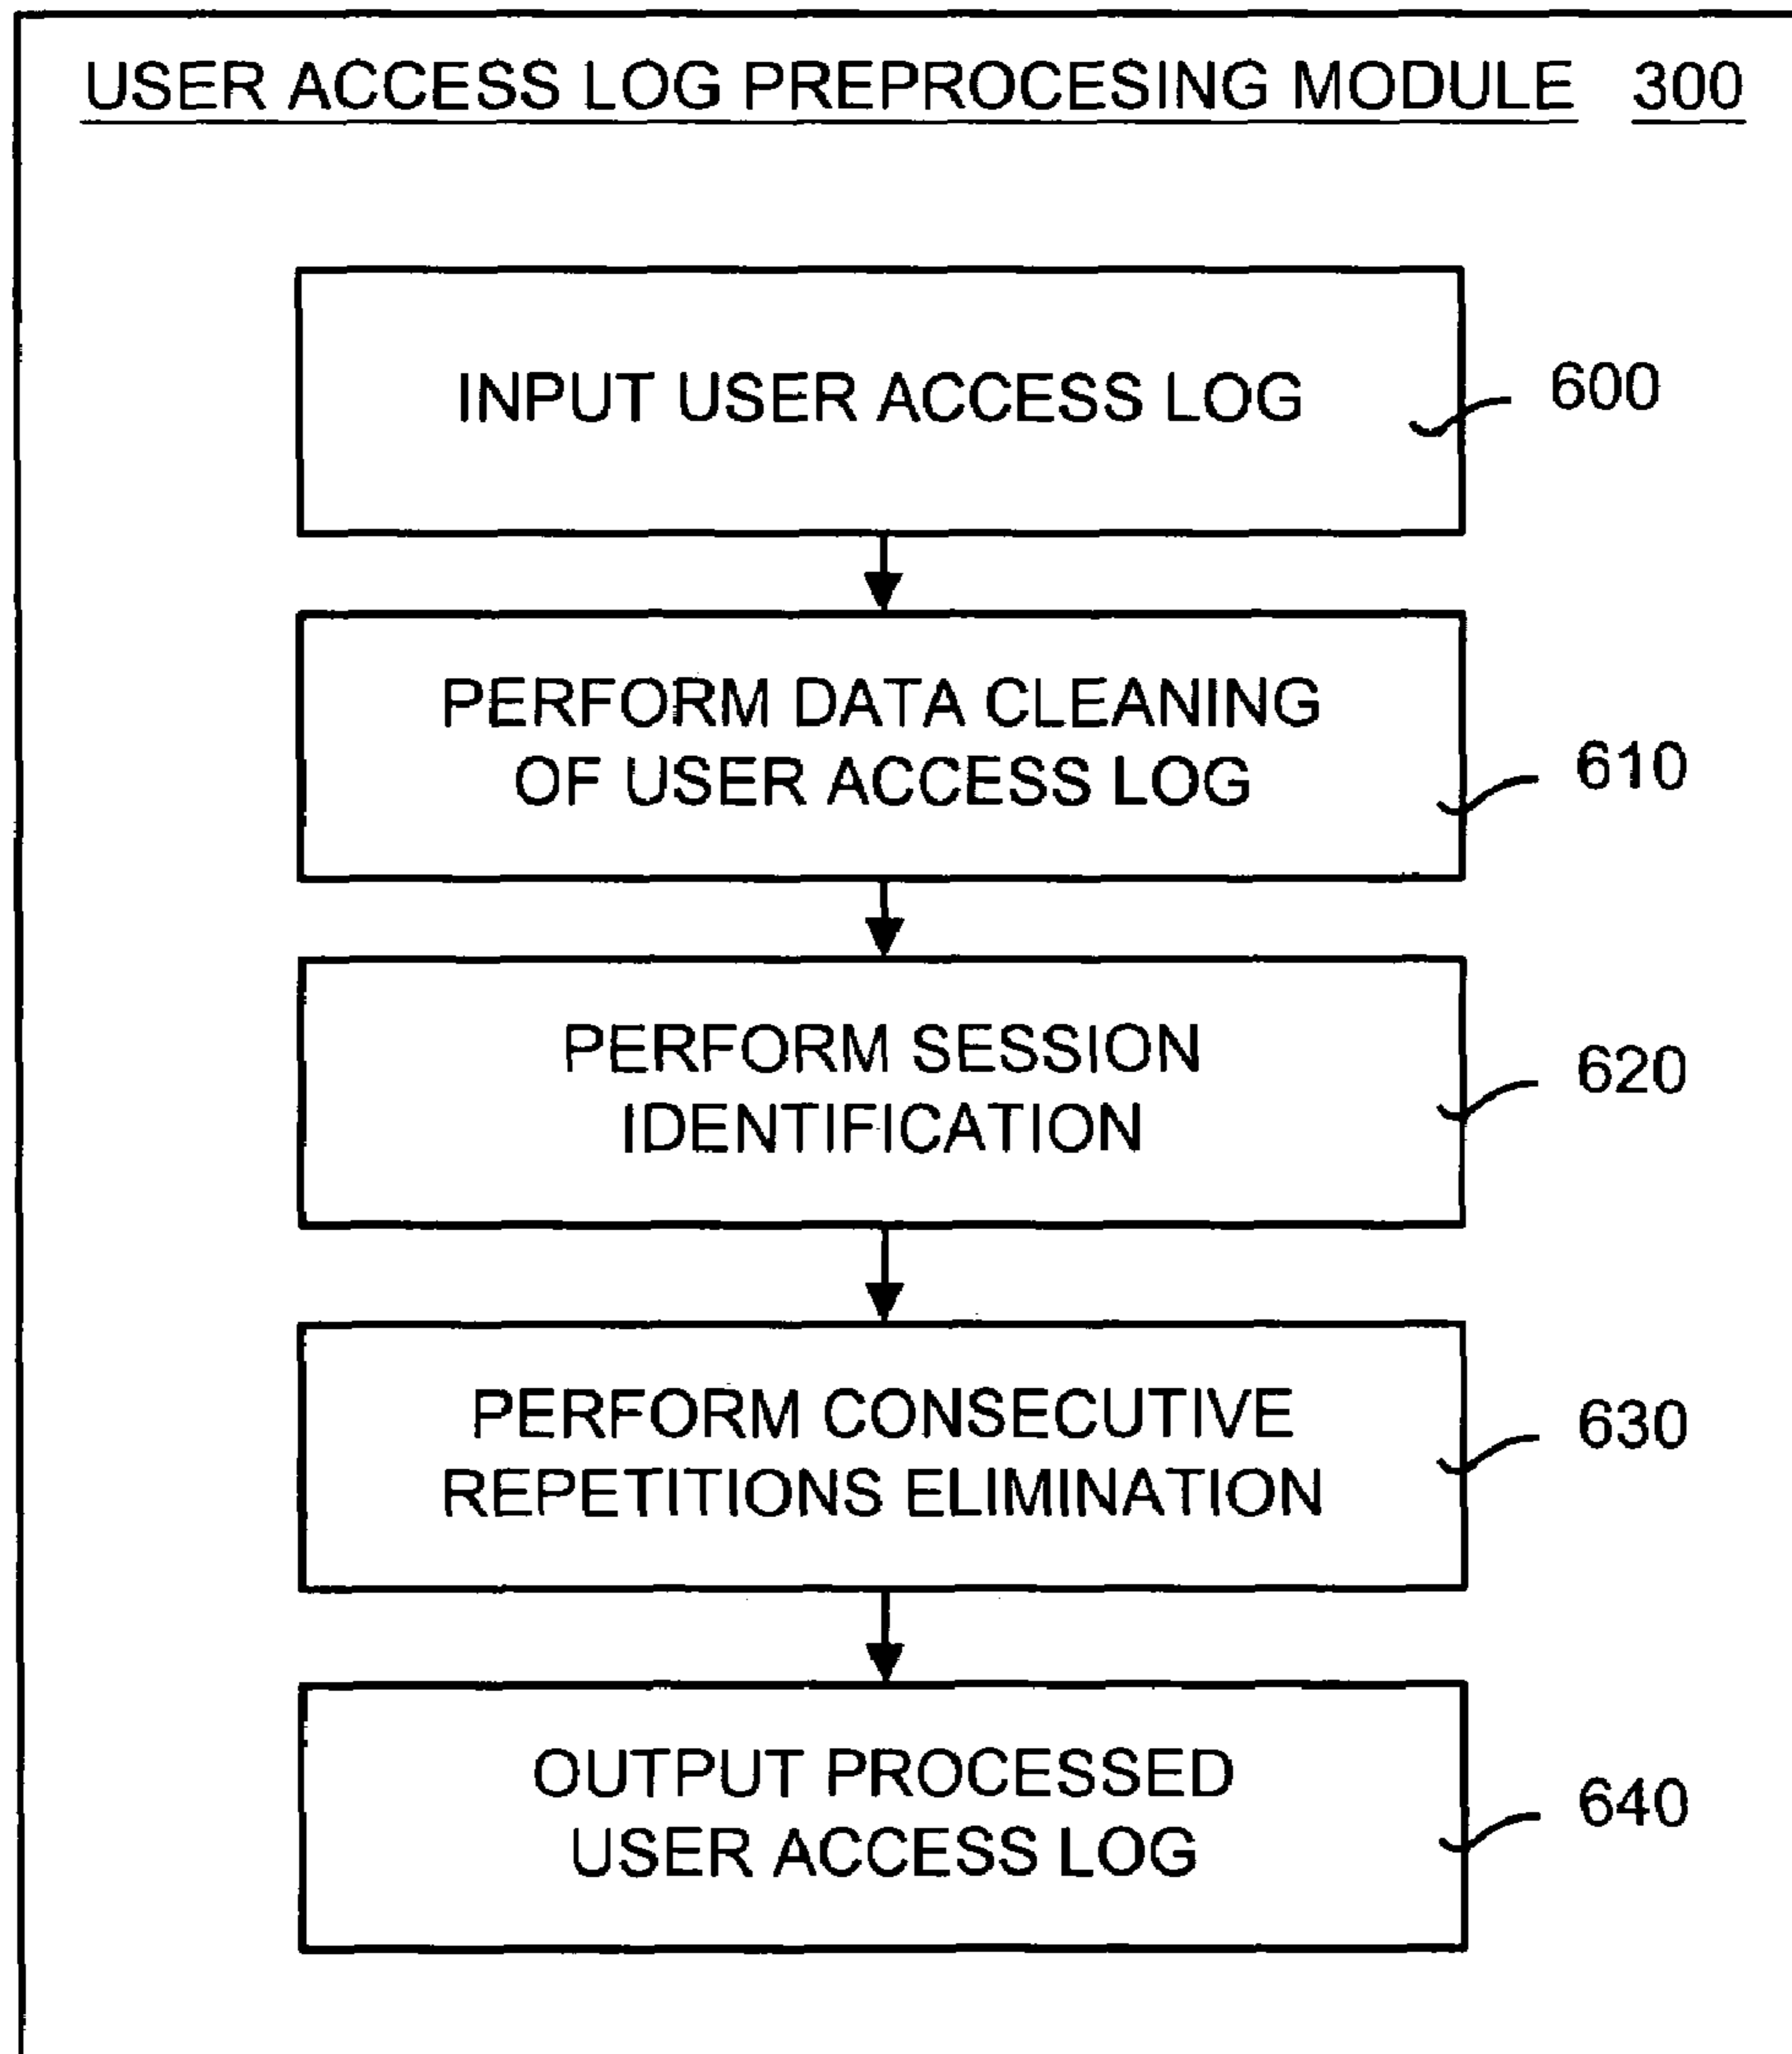 USER ACCESS LOG PREPROCESING MODULE 300
INPUT USER ACCESS LOG
600
PERFORM DATA CLEANING
OF USER ACCESS LOG
610
PERFORM SESSION
IDENTIFICATION
620
PERFORM CONSECUTIVE
REPETITIONS ELIMINATION
630
OUTPUT PROCESSED
USER ACCESS LOG
640